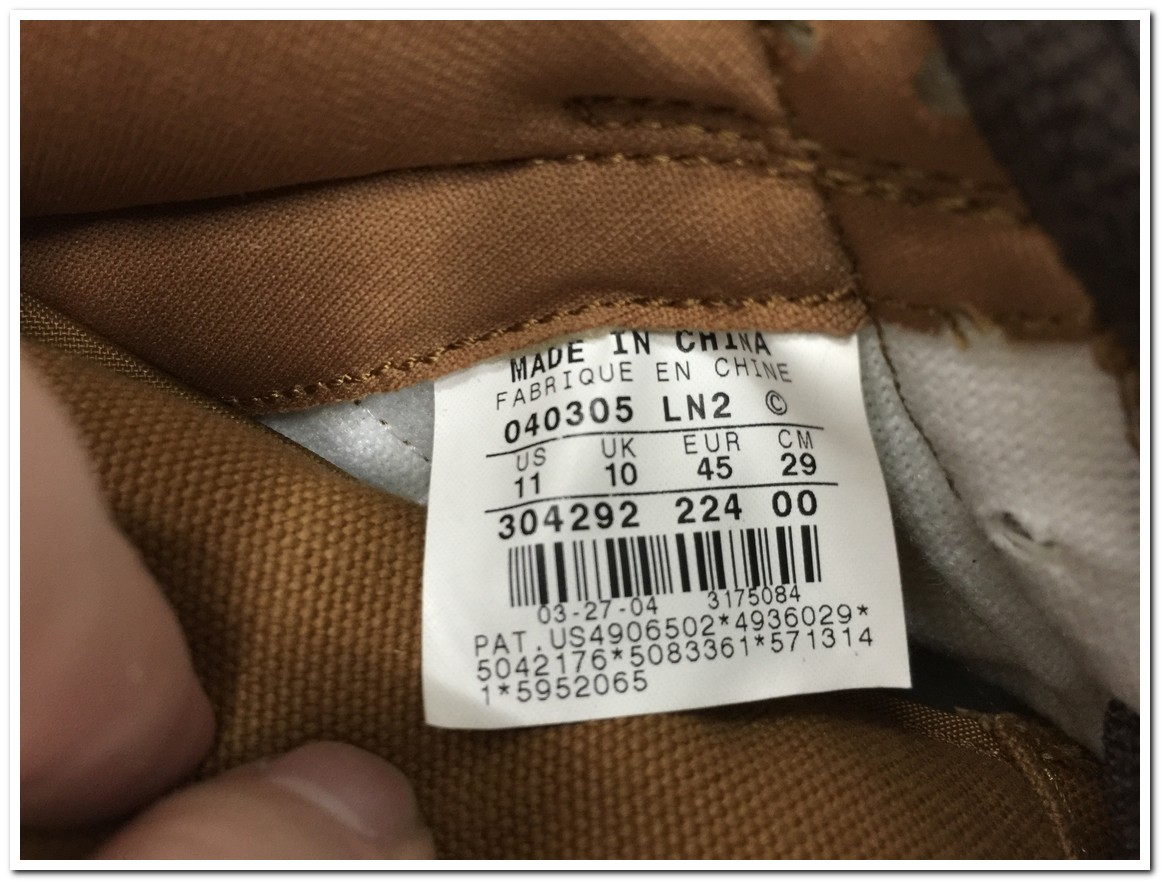 MADE IN CHINA
FABRIQUE EN CHINE
040305 LN2 ©
US UK EUR CM
11 10 45 29
304292 224 00
03-27-04 3175084
PAT.US4906502*4936029*
5042176*5083361*571314
1*5952065